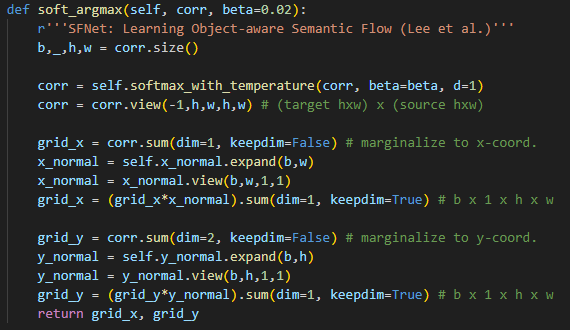 def soft_argmax(self, corr, beta=0.02):
    r'''SFNet: Learning Object-aware Semantic Flow (Lee et al.)'''
    b,_,h,w = corr.size()

    corr = self.softmax_with_temperature(corr, beta=beta, d=1)
    corr = corr.view(-1,h,w,h,w) # (target hxw) x (source hxw)

    grid_x = corr.sum(dim=1, keepdim=False) # marginalize to x-coord.
    x_normal = self.x_normal.expand(b,w)
    x_normal = x_normal.view(b,w,1,1)
    grid_x = (grid_x*x_normal).sum(dim=1, keepdim=True) # b x 1 x h x w

    grid_y = corr.sum(dim=2, keepdim=False) # marginalize to y-coord.
    y_normal = self.y_normal.expand(b,h)
    y_normal = y_normal.view(b,h,1,1)
    grid_y = (grid_y*y_normal).sum(dim=1, keepdim=True) # b x 1 x h x w
    return grid_x, grid_y